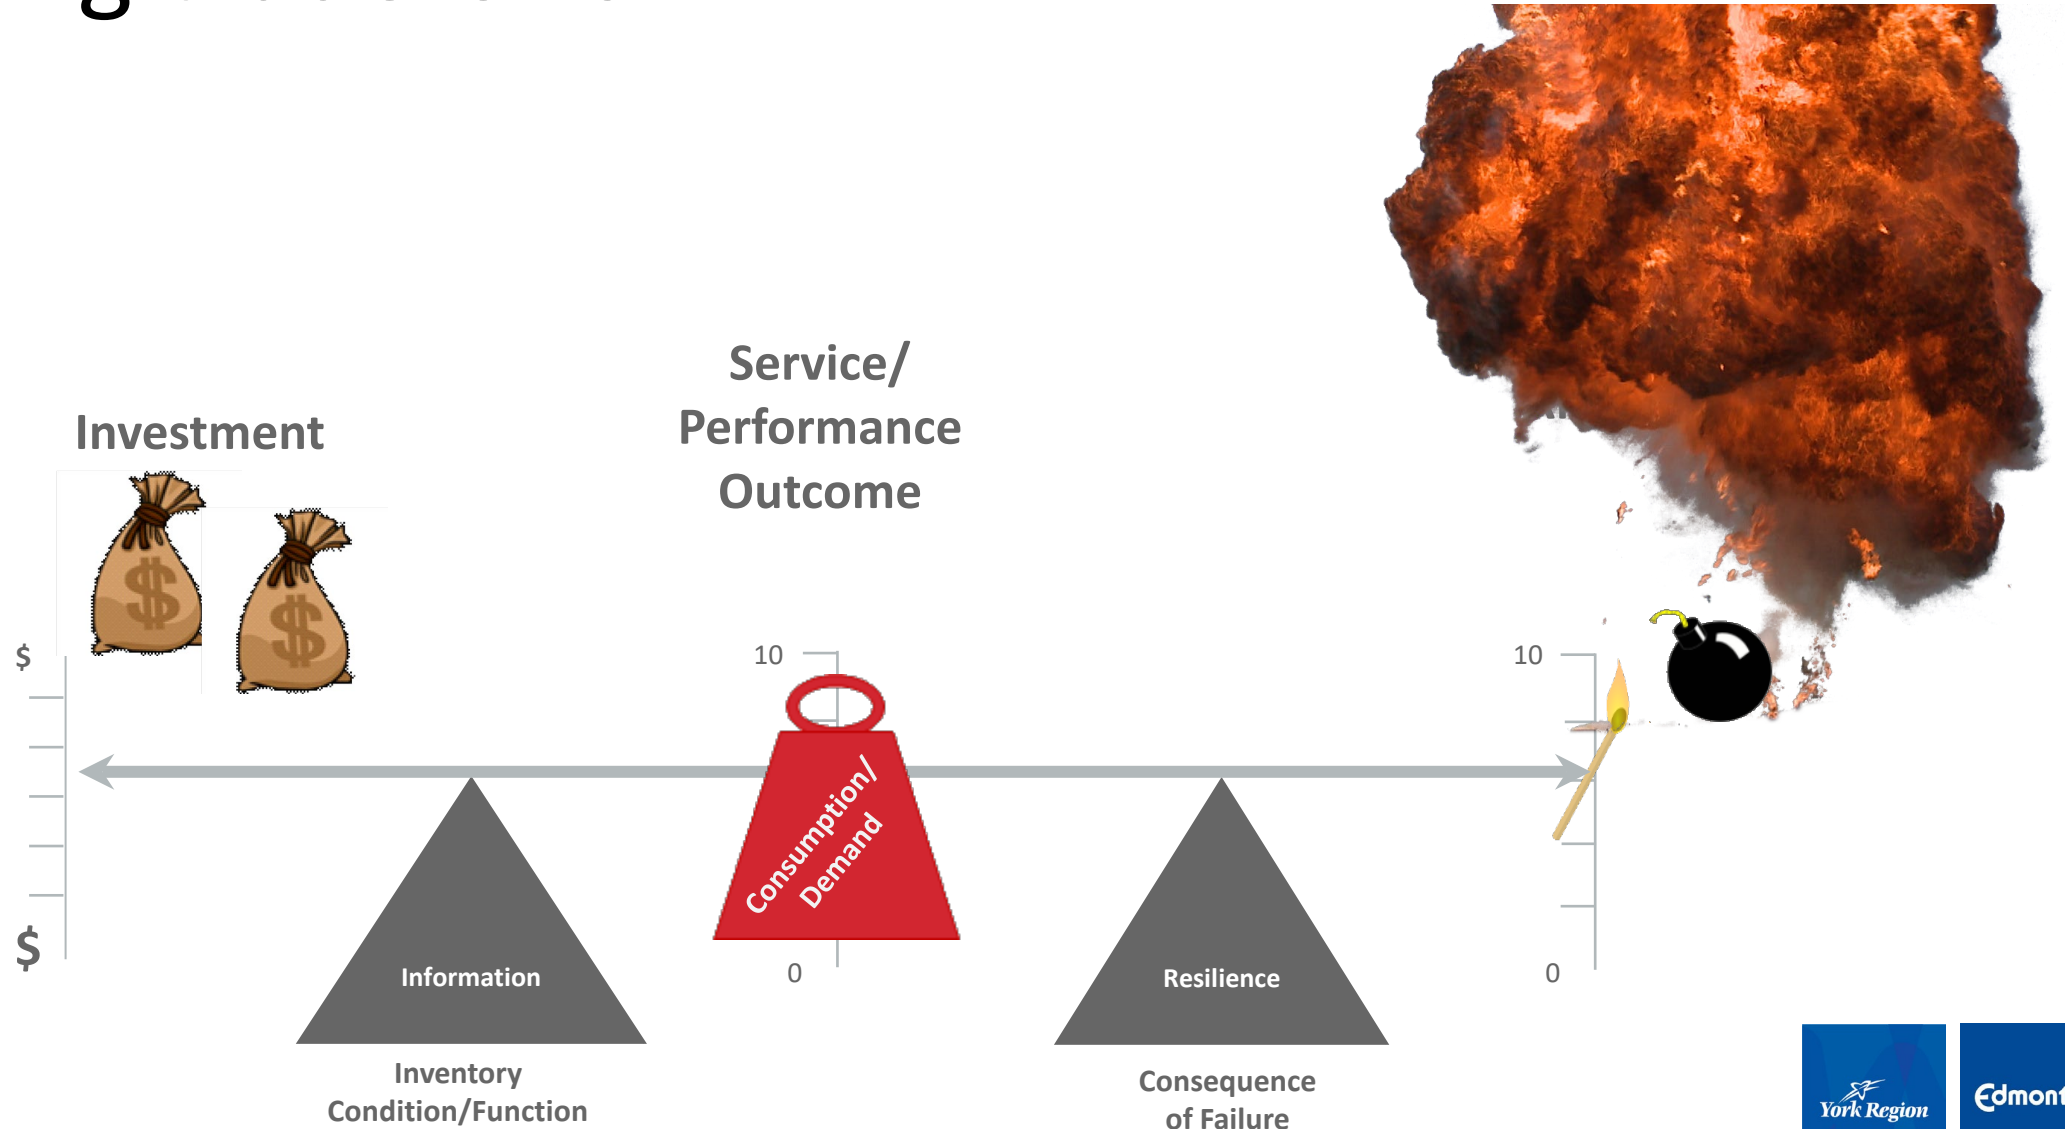 Investment
Service/
Performance
Outcome
$
$
$
$
10
0
Consumption/
Demand
10
0
Information
Resilience
Inventory
Condition/Function
Consequence
of Failure
York Region
Edmont